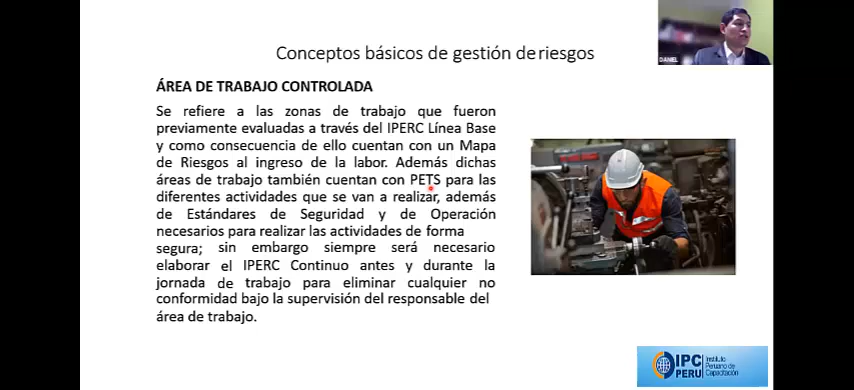 Conceptos básicos de gestión de riesgos
DANIEL
ÁREA DE TRABAJO CONTROLADA
Se refiere a las zonas de trabajo que fueron
previamente evaluadas a través del IPERC Línea Base
y como consecuencia de ello cuentan con un Mapa
de Riesgos al ingreso de la labor. Además dichas
áreas de trabajo también cuentan con PETS para las
diferentes actividades que se van a realizar, además
de Estándares de Seguridad y de Operación
necesarios para realizar las actividades de forma
segura; sin embargo siempre será necesario
elaborar el IPERC Continuo antes y durante la
jornada de trabajo para eliminar cualquier no
conformidad bajo la supervisión del responsable del
área de trabajo.
IPC
PERU
Instituto
Peruano de
Capacitación